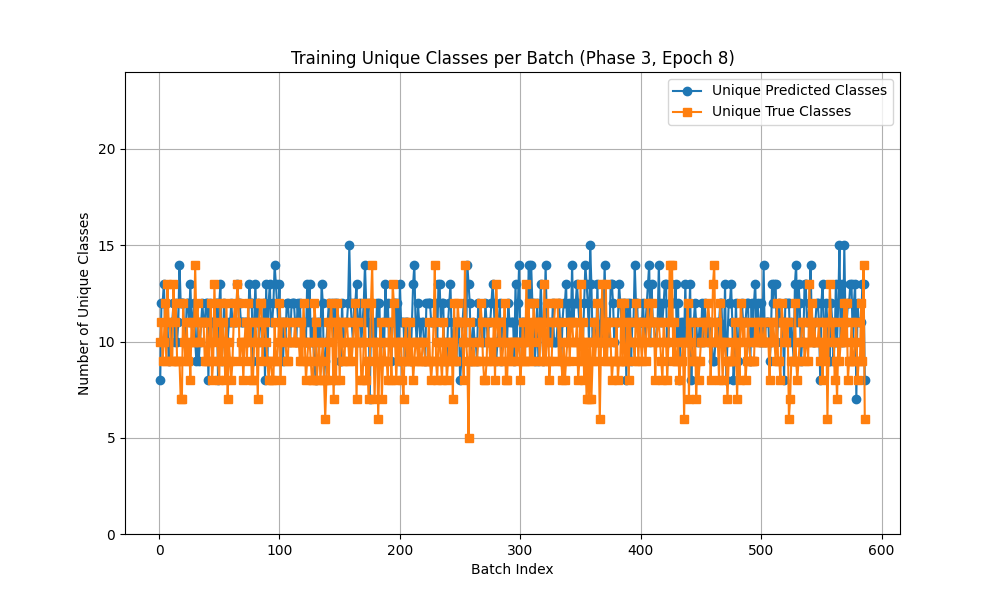 Training Unique Classes per Batch (Phase 3, Epoch 8)
Unique Predicted Classes
Unique True Classes
Number of Unique Classes
20
15
10
5
0
0 100 200 300 400 500 600
Batch Index